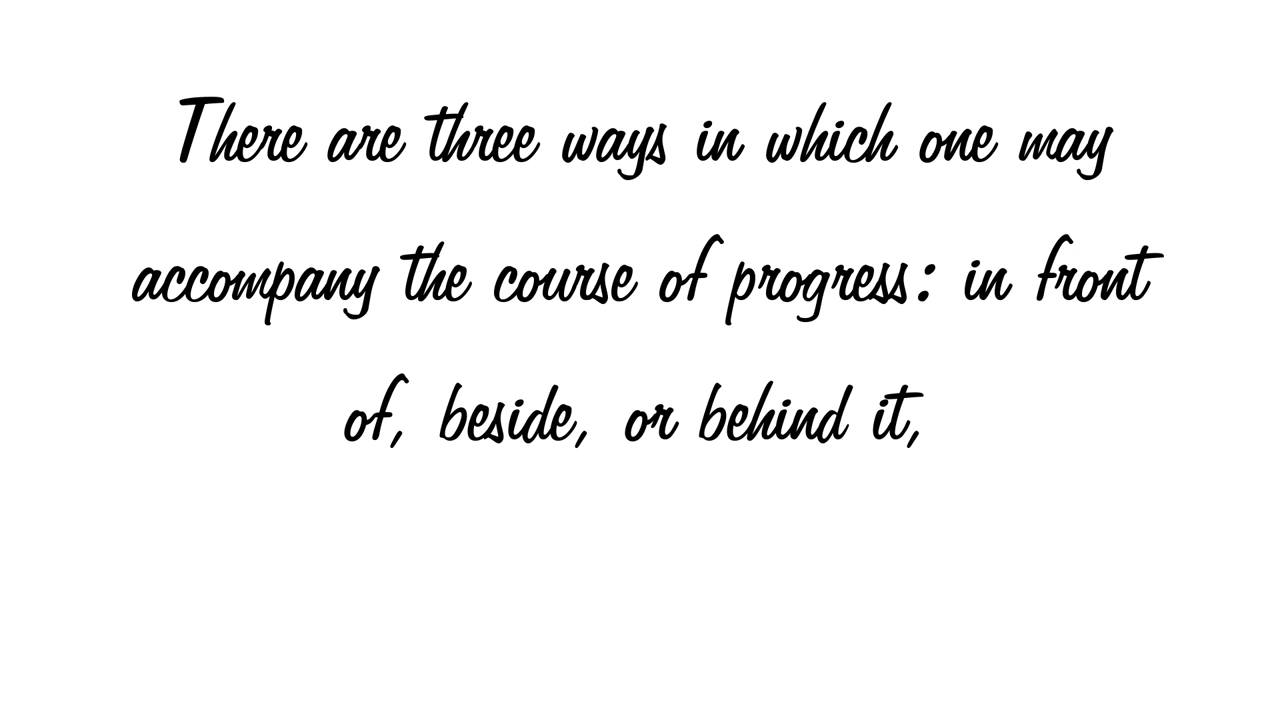 There are three ways in which one may
accompany the course of progress: in front
of, beside, or behind it,